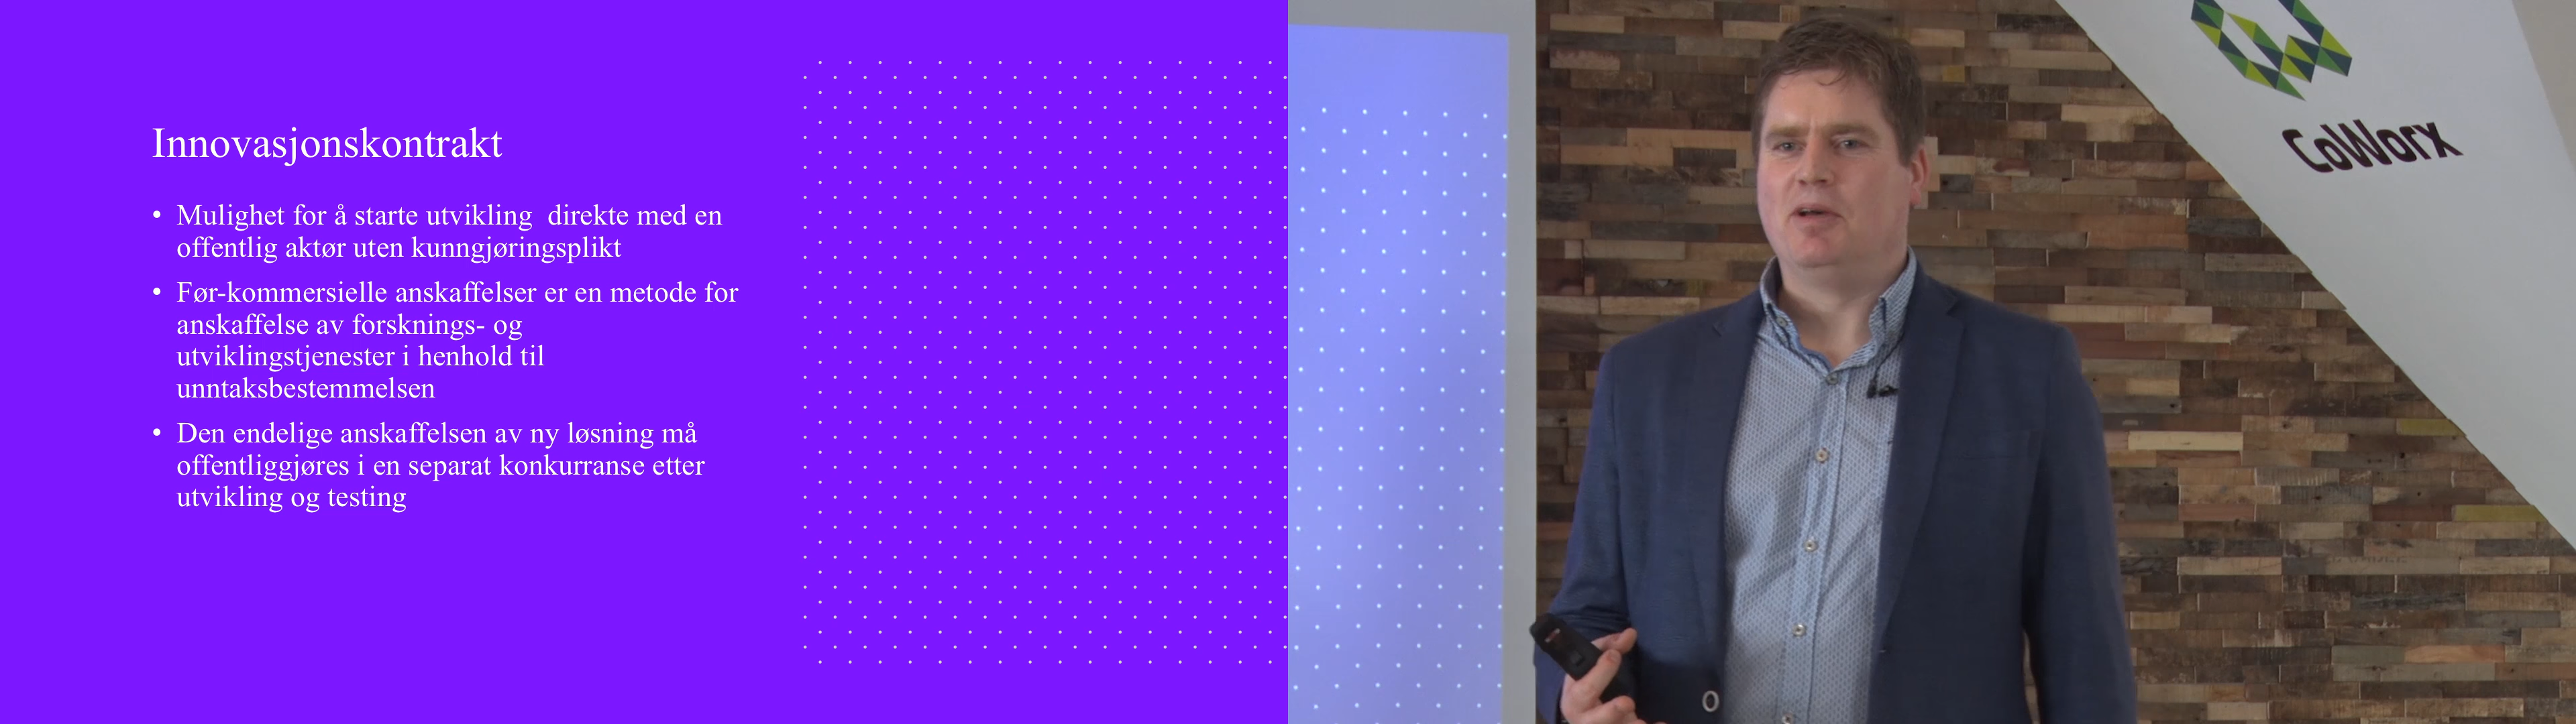 Innovasjonskontrakt
• Mulighet for å starte utvikling  direkte med en
offentlig aktør uten kunngjøringsplikt
• Før-kommersielle anskaffelser er en metode for
anskaffelse av forsknings- og
utviklingstjenester i henhold til
unntaksbestemmelsen
• Den endelige anskaffelsen av ny løsning må
offentliggjøres i en separat konkurranse etter
utvikling og testing
CoWorx